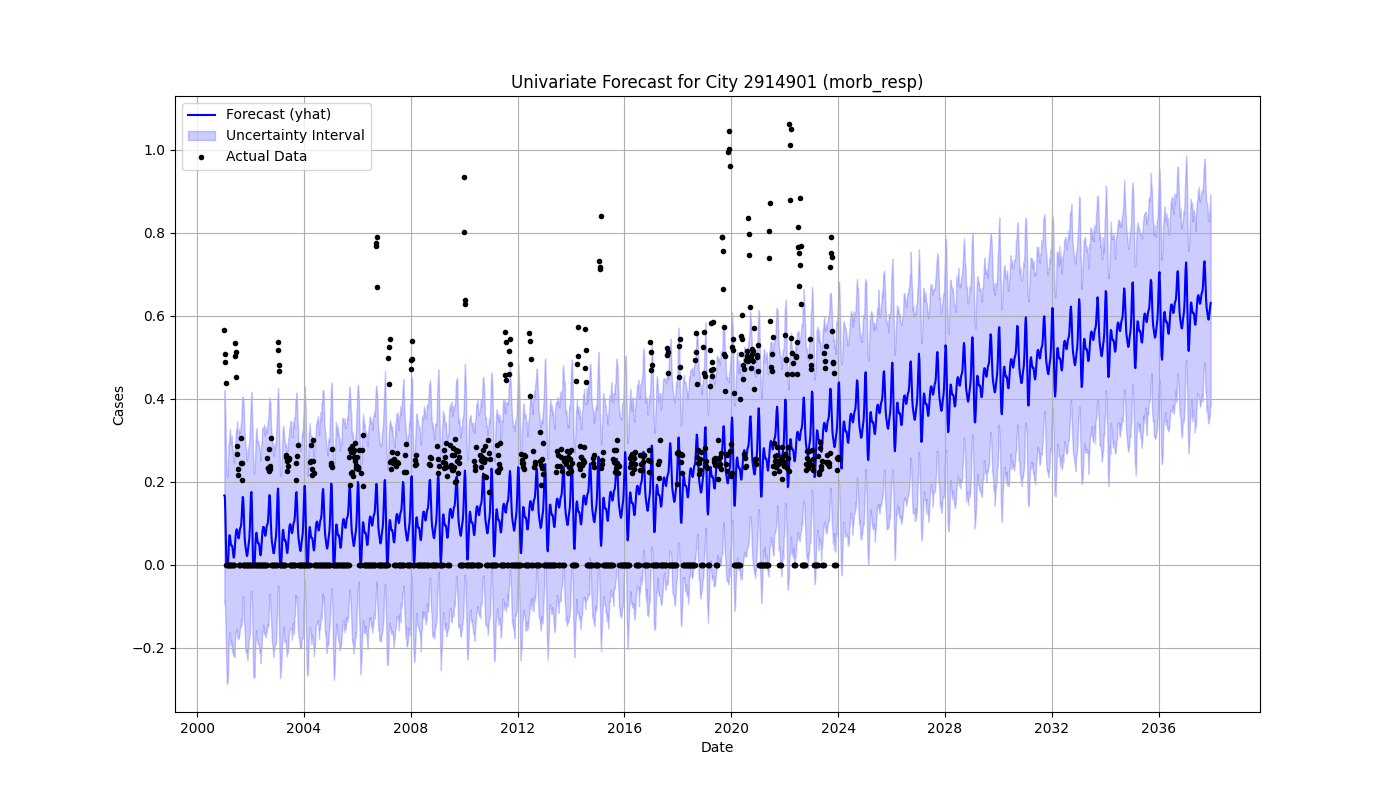 Univariate Forecast for City 2914901 (morb_resp)
Forecast (yhat)
Uncertainty Interval
Actual Data
Cases
1.0
0.8
0.6
0.4
0.2
0.0
−0.2
2000 2004 2008 2012 2016 2020 2024 2028 2032 2036
Date